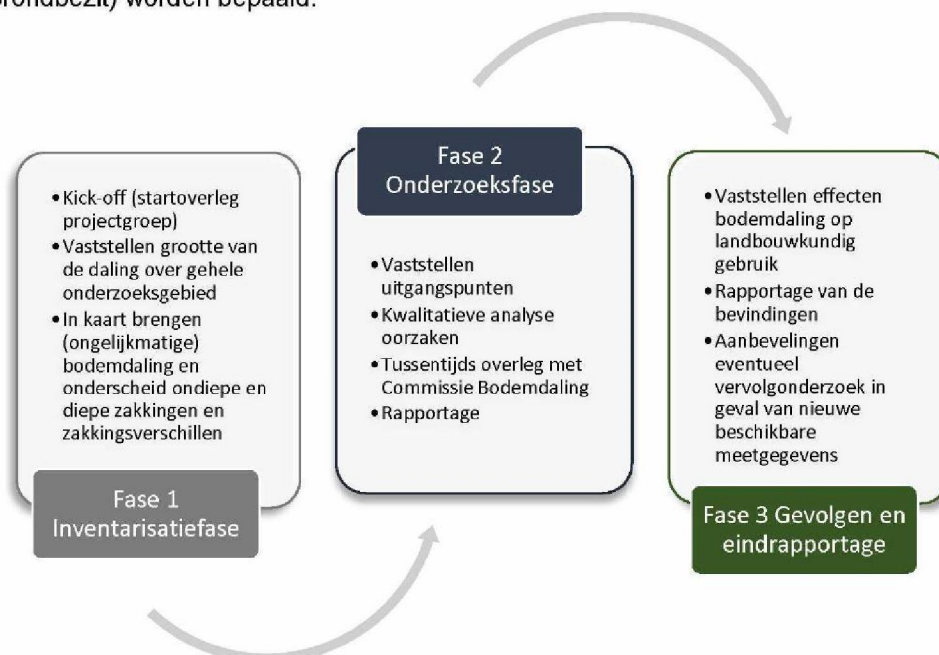 grondbezit) worden bepaald.
• Kick-off (startoverleg
projectgroep)
• Vaststellen grootte van
de daling over gehele
onderzoeksgebied
• In kaart brengen
(ongelijkmatige)
bodemdaling en
onderscheid ondiepe en
diepe zakkingen en
zakkingsverschillen
Fase 1
Inventarisatiefase
Fase 2
Onderzoeksfase
• Vaststellen
uitgangspunten
• Kwalitatieve analyse
oorzaken
• Tussentijds overleg met
Commissie Bodemdaling
• Rapportage
• Vaststellen effecten
bodemdaling op
landbouwkundig
gebruik
• Rapportage van de
bevindingen
• Aanbevelingen
eventueel
vervolgonderzoek in
geval van nieuwe
beschikbare
meetgegevens
Fase 3 Gevolgen en
eindrapportage